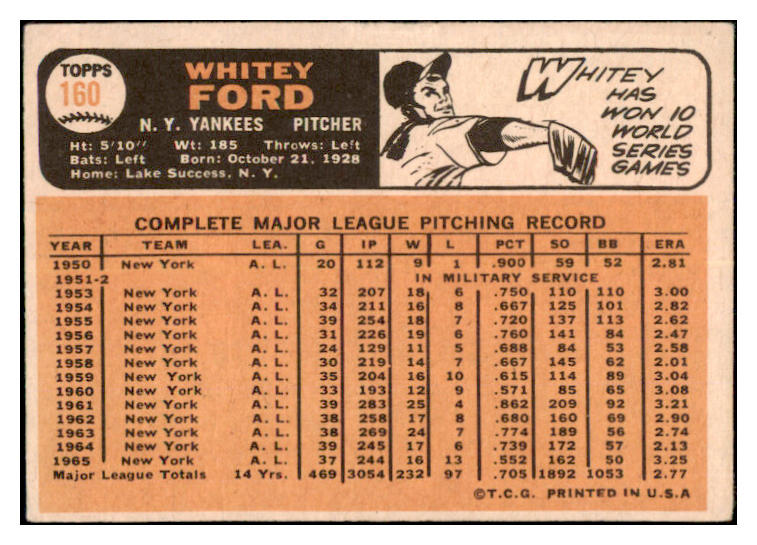 TOPPS
160
WHITEY
FORD
N. Y. YANKEES PITCHER
Ht: 5'10" Wt: 185 Throws: Left
Bats: Left Born: October 21, 1928
Home: Lake Success, N. Y.
WHITEY
HAS
WON 10
WORLD
SERIES
GAMES
COMPLETE MAJOR LEAGUE PITCHING RECORD
YEAR TEAM LEA. G IP W L PCT SO BB ERA
1950 New York A. L. 20 112 9 1 .900 59 52 2.81
1951-2 IN MILITARY SERVICE
1953 New York A. L. 32 207 18 6 .750 110 110 3.00
1954 New York A. L. 34 211 16 8 .667 125 101 2.82
1955 New York A. L. 39 254 18 7 .720 137 113 2.62
1956 New York A. L. 31 226 19 6 .760 141 84 2.47
1957 New York A. L. 24 129 11 5 .688 84 53 2.58
1958 New York A. L. 30 219 14 7 .667 145 62 2.01
1959 New York A. L. 35 204 16 10 .615 114 89 3.04
1960 New York A. L. 33 193 12 9 .571 85 65 3.08
1961 New York A. L. 39 283 25 4 .862 209 92 3.21
1962 New York A. L. 38 258 17 8 .680 160 69 2.90
1963 New York A. L. 38 269 24 7 .774 189 56 2.74
1964 New York A. L. 39 245 17 6 .739 172 57 2.13
1965 New York A. L. 37 244 16 13 .552 162 50 3.25
Major League Totals 14 Yrs. 469 3054 232 97 .705 1892 1053 2.77
©T.C.G. PRINTED IN U.S.A